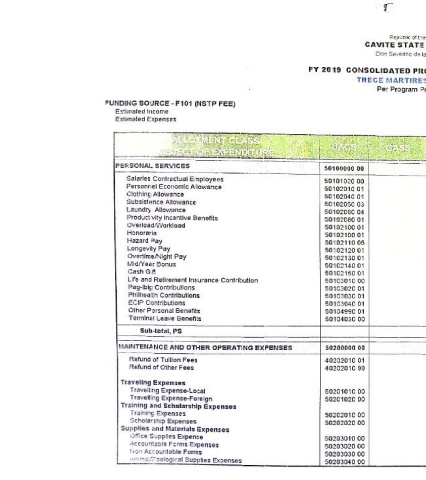 Republic of the
CAVITE STATE
Don Severino de la
FY 2019 CONSOLIDATED PRO
TRECE MARTIRES
Per Program P
FUNDING SOURCE - F101 (NSTP FEE)
Estimated Income
Estimated Expenses
ALLOTMENT CLASS/
OBJECT OF EXPENDITURE UACS CLASS
PERSONAL SERVICES 50100000 00
Salaries Contractual Employees 50101020 00
Personnel Economic Allowance 50102010 01
Clothing Allowance 50102040 01
Subsistence Allowance 50102050 03
Laundry Allowance 50102060 04
Productivity Incentive Benefits 50102080 01
Overload/Workload 50102100 01
Honoraria 50102100 01
Hazard Pay 50102110 05
Longevity Pay 50102120 01
Overtime/Night Pay 50102130 01
Mid/Year Bonus 50102140 01
Cash Gift 50102150 01
Life and Retirement Insurance Contribution 50103010 00
Pag-ibig Contributions 50103020 01
Philhealth Contributions 50103030 01
ECIP Contributions 50103040 01
Other Personal Benefits 50104990 01
Terminal Leave Benefits 50104030 00
Sub-total, PS
MAINTENANCE AND OTHER OPERATING EXPENSES 50200000 00
Refund of Tuition Fees 40202010 01
Refund of Other Fees 40202010 99
Travelling Expenses
Travelling Expense-Local 50201010 00
Travelling Expense-Foreign 50201020 00
Training and Scholarship Expenses
Training Expenses 50202010 00
Scholarship Expenses 50202020 00
Supplies and Materials Expenses
Office Supplies Expense 50203010 00
Accountable Forms Expenses 50203020 00
Non Accountable Forms 50203030 00
Animal/Zoological Supplies Expenses 50203040 00